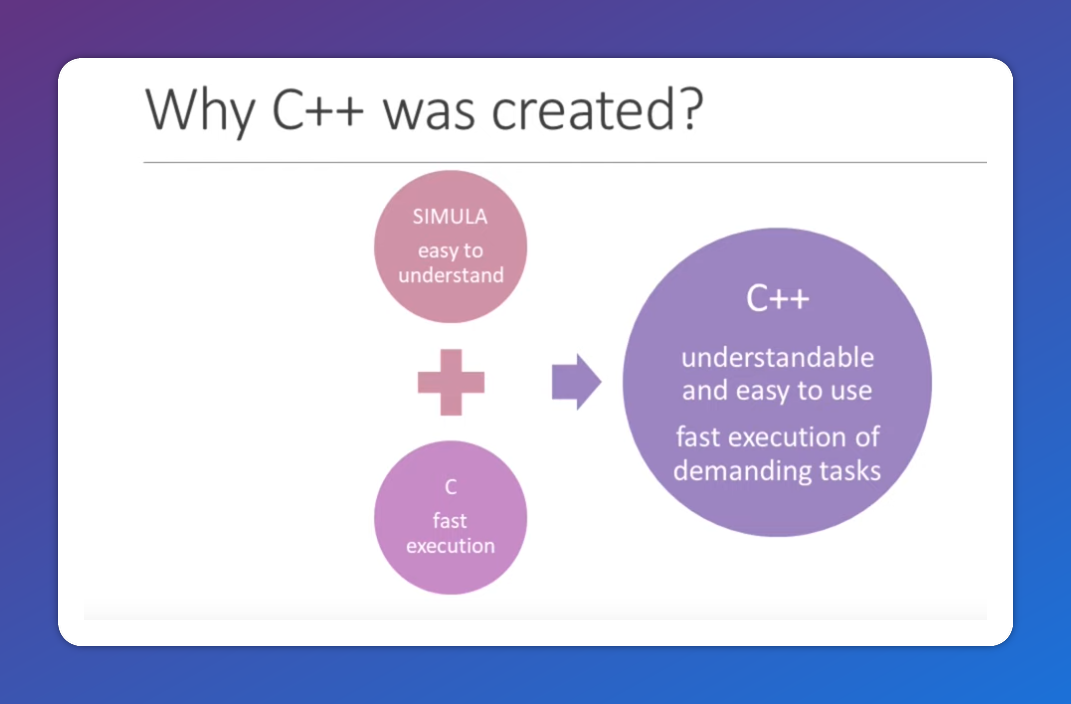 Why C++ was created?
SIMULA
easy to
understand
C
fast
execution
C++
understandable
and easy to use
fast execution of
demanding tasks